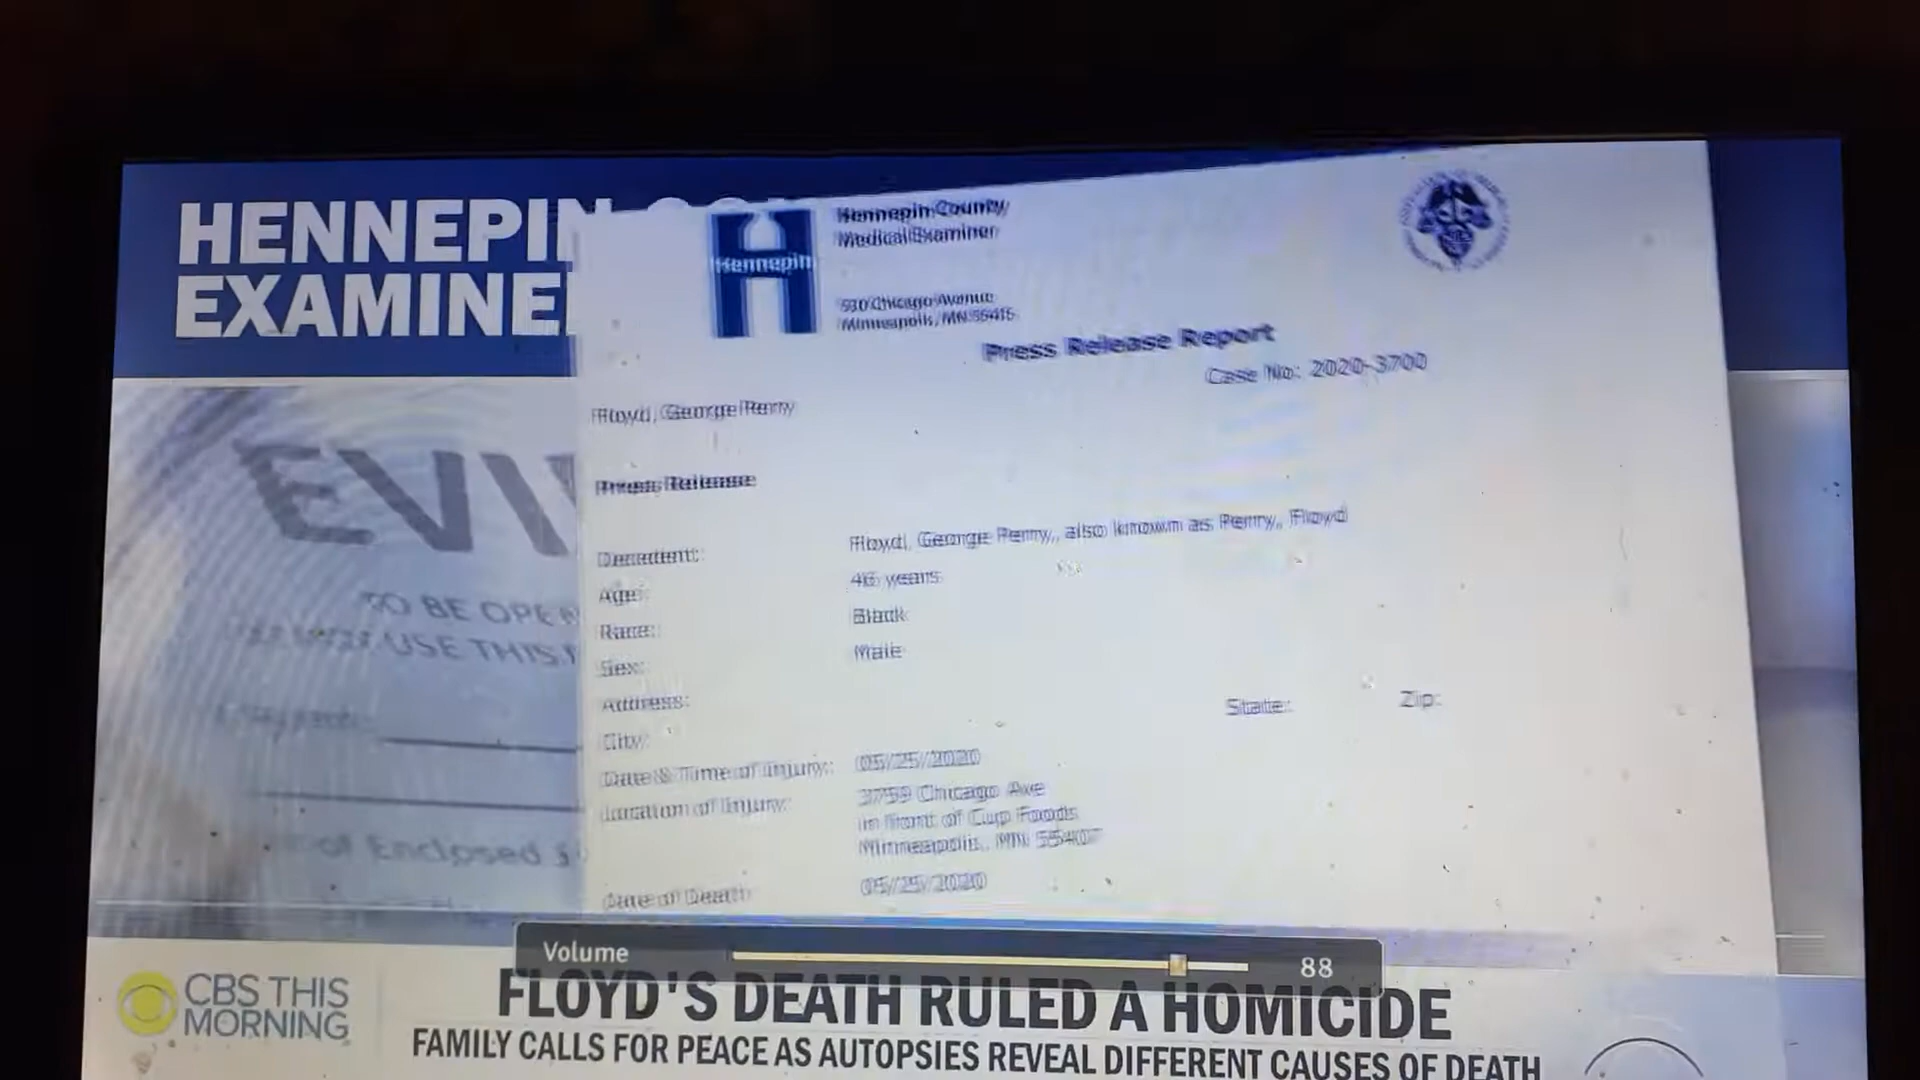 HENNEPIN CO
EXAMINE
Hennepin
Hennepin County
Medical Examiner
530 Chicago Avenue
Minneapolis, MN 55415
Press Release Report
Case No: 2020-3700
Floyd, George Perry
Press Release
Decedent: Floyd, George Perry, also known as Perry, Floyd
Age: 46 years
Race: Black
Sex: Male
Address:
City: State: Zip:
Date & Time of Injury: 05/25/2020
Location of Injury: 3759 Chicago Ave
in front of Cup Foods
Minneapolis, MN 55407
Date of Death: 05/25/2020
EVI
TO BE OPE
USE THIS
of Enclosed
Volume 88
CBS THIS
MORNING
FLOYD'S DEATH RULED A HOMICIDE
FAMILY CALLS FOR PEACE AS AUTOPSIES REVEAL DIFFERENT CAUSES OF DEATH